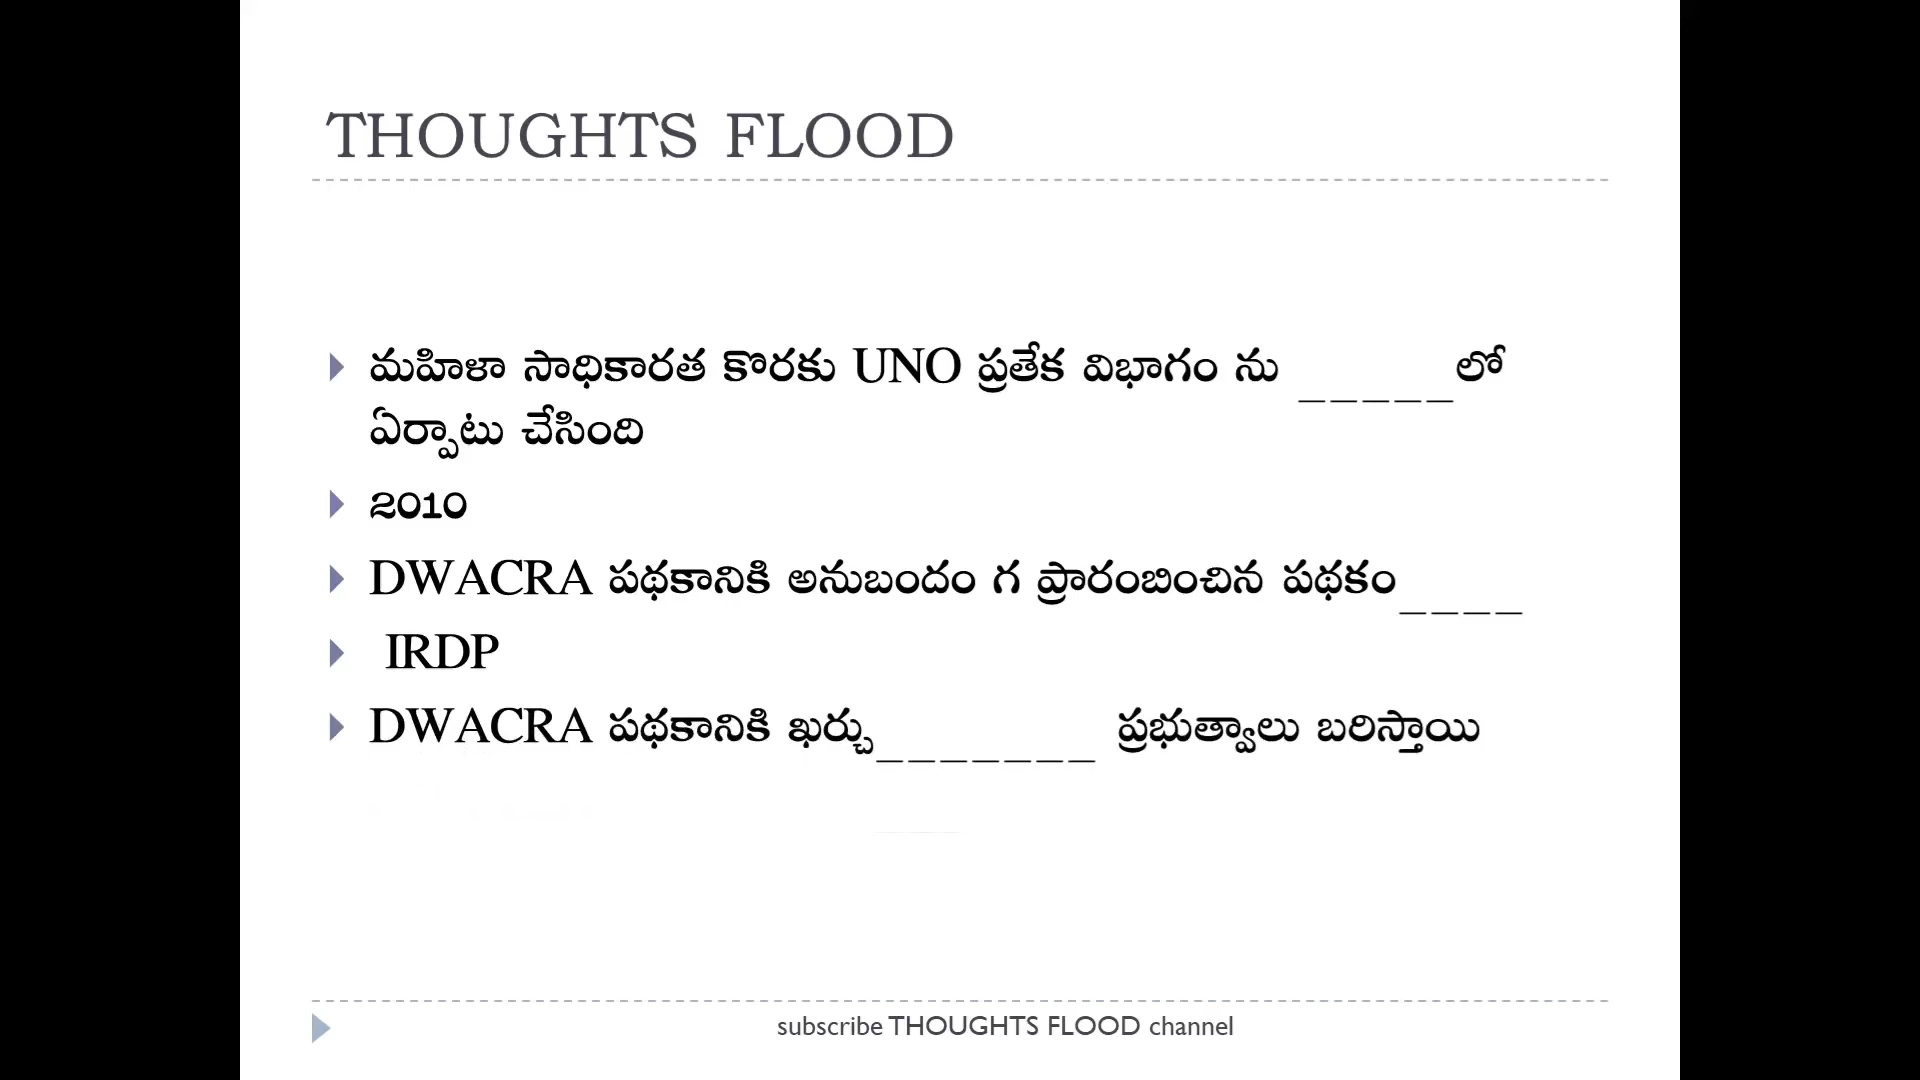 THOUGHTS FLOOD
మహిళా సాధికారత కొరకు UNO ప్రతేక విభాగం ను _____లో
ఏర్పాటు చేసింది
2010
DWACRA పథకానికి అనుబందం గ ప్రారంబించిన పథకం____
IRDP
DWACRA పథకానికి ఖర్చు_______ ప్రభుత్వాలు బరిస్తాయి
subscribe THOUGHTS FLOOD channel